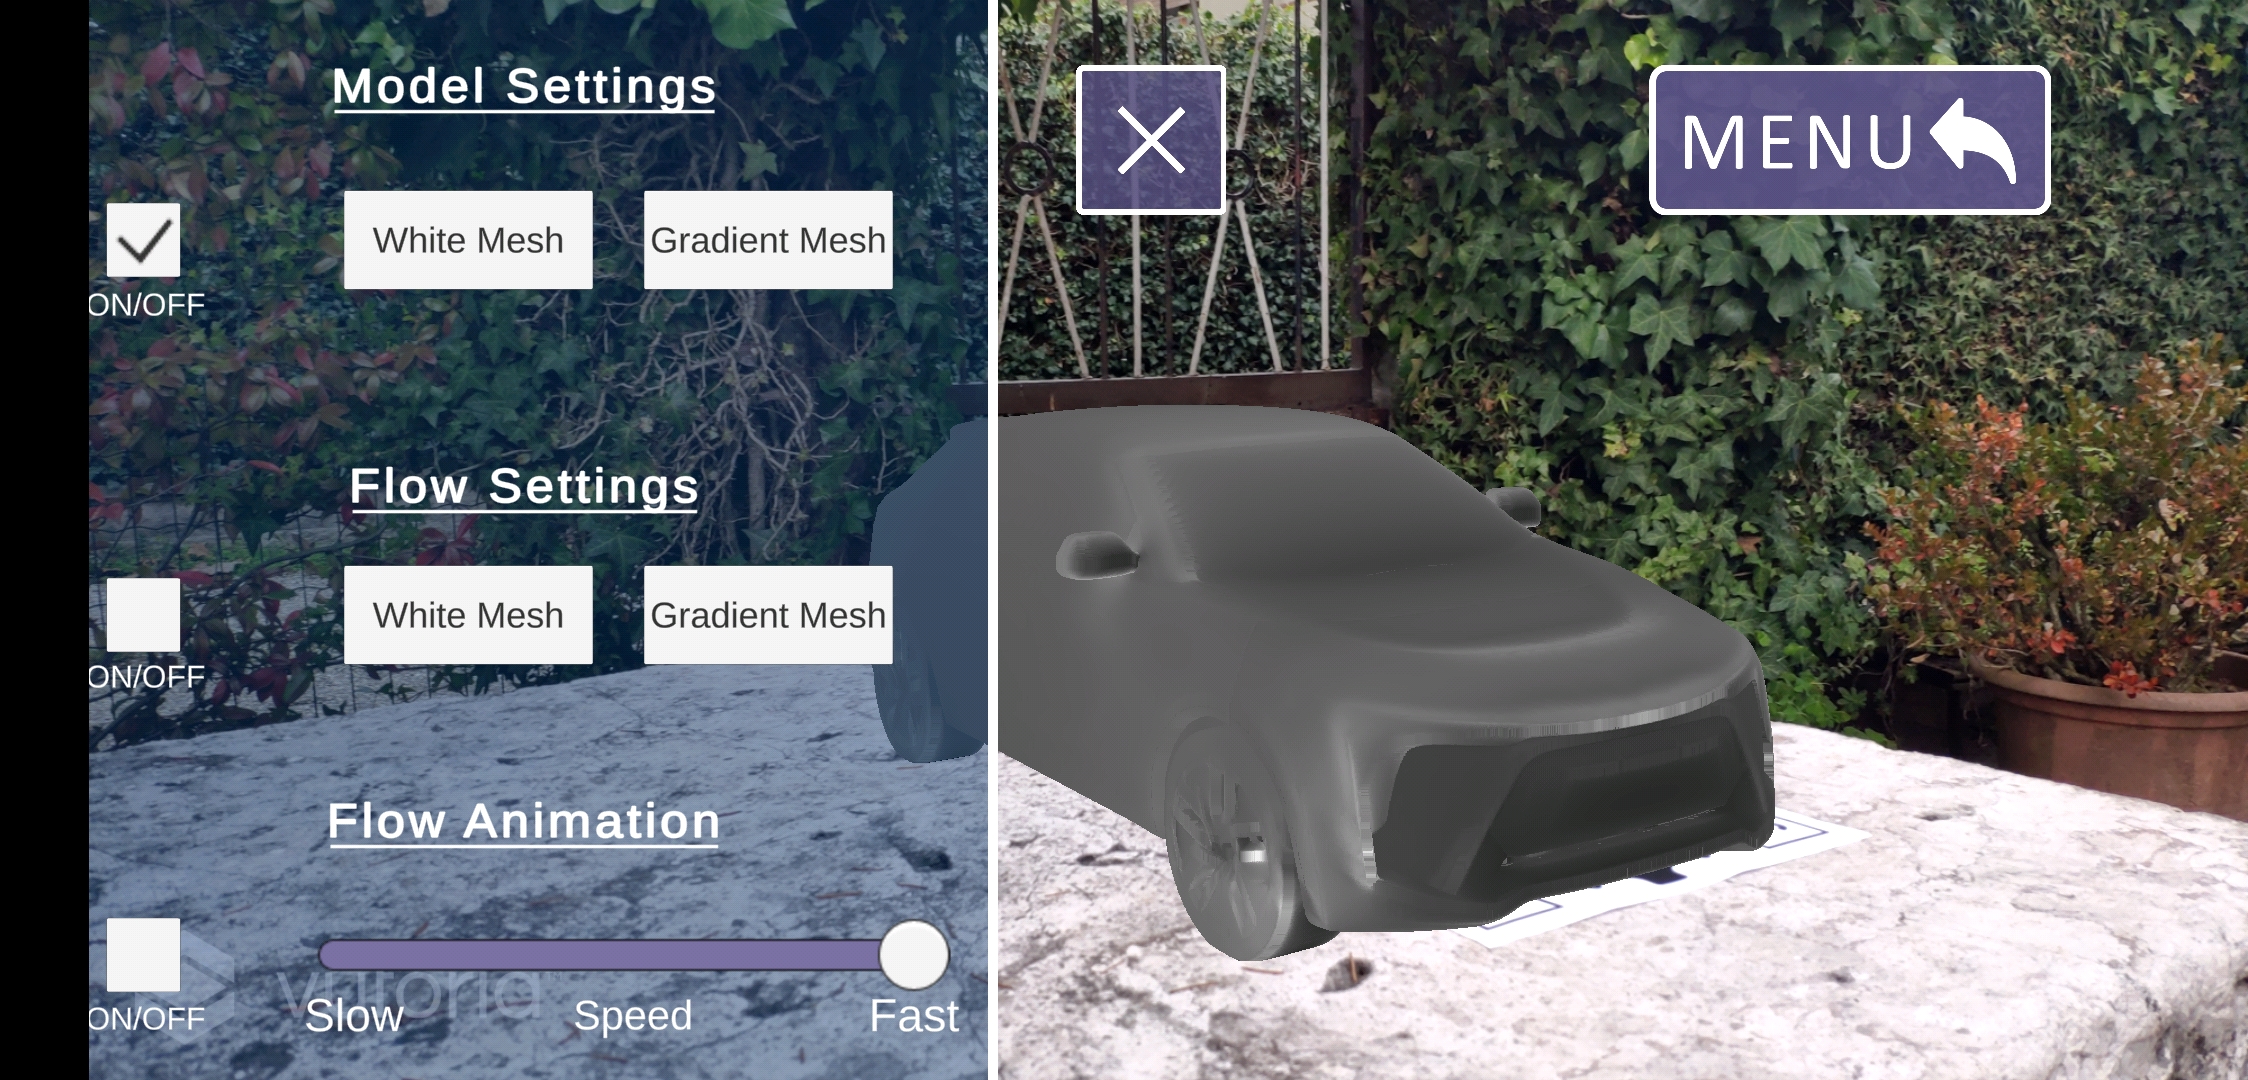 Model Settings
White Mesh
Gradient Mesh
ON/OFF
Flow Settings
White Mesh
Gradient Mesh
ON/OFF
Flow Animation
vuforia
Slow
Speed
Fast
ON/OFF
MENU